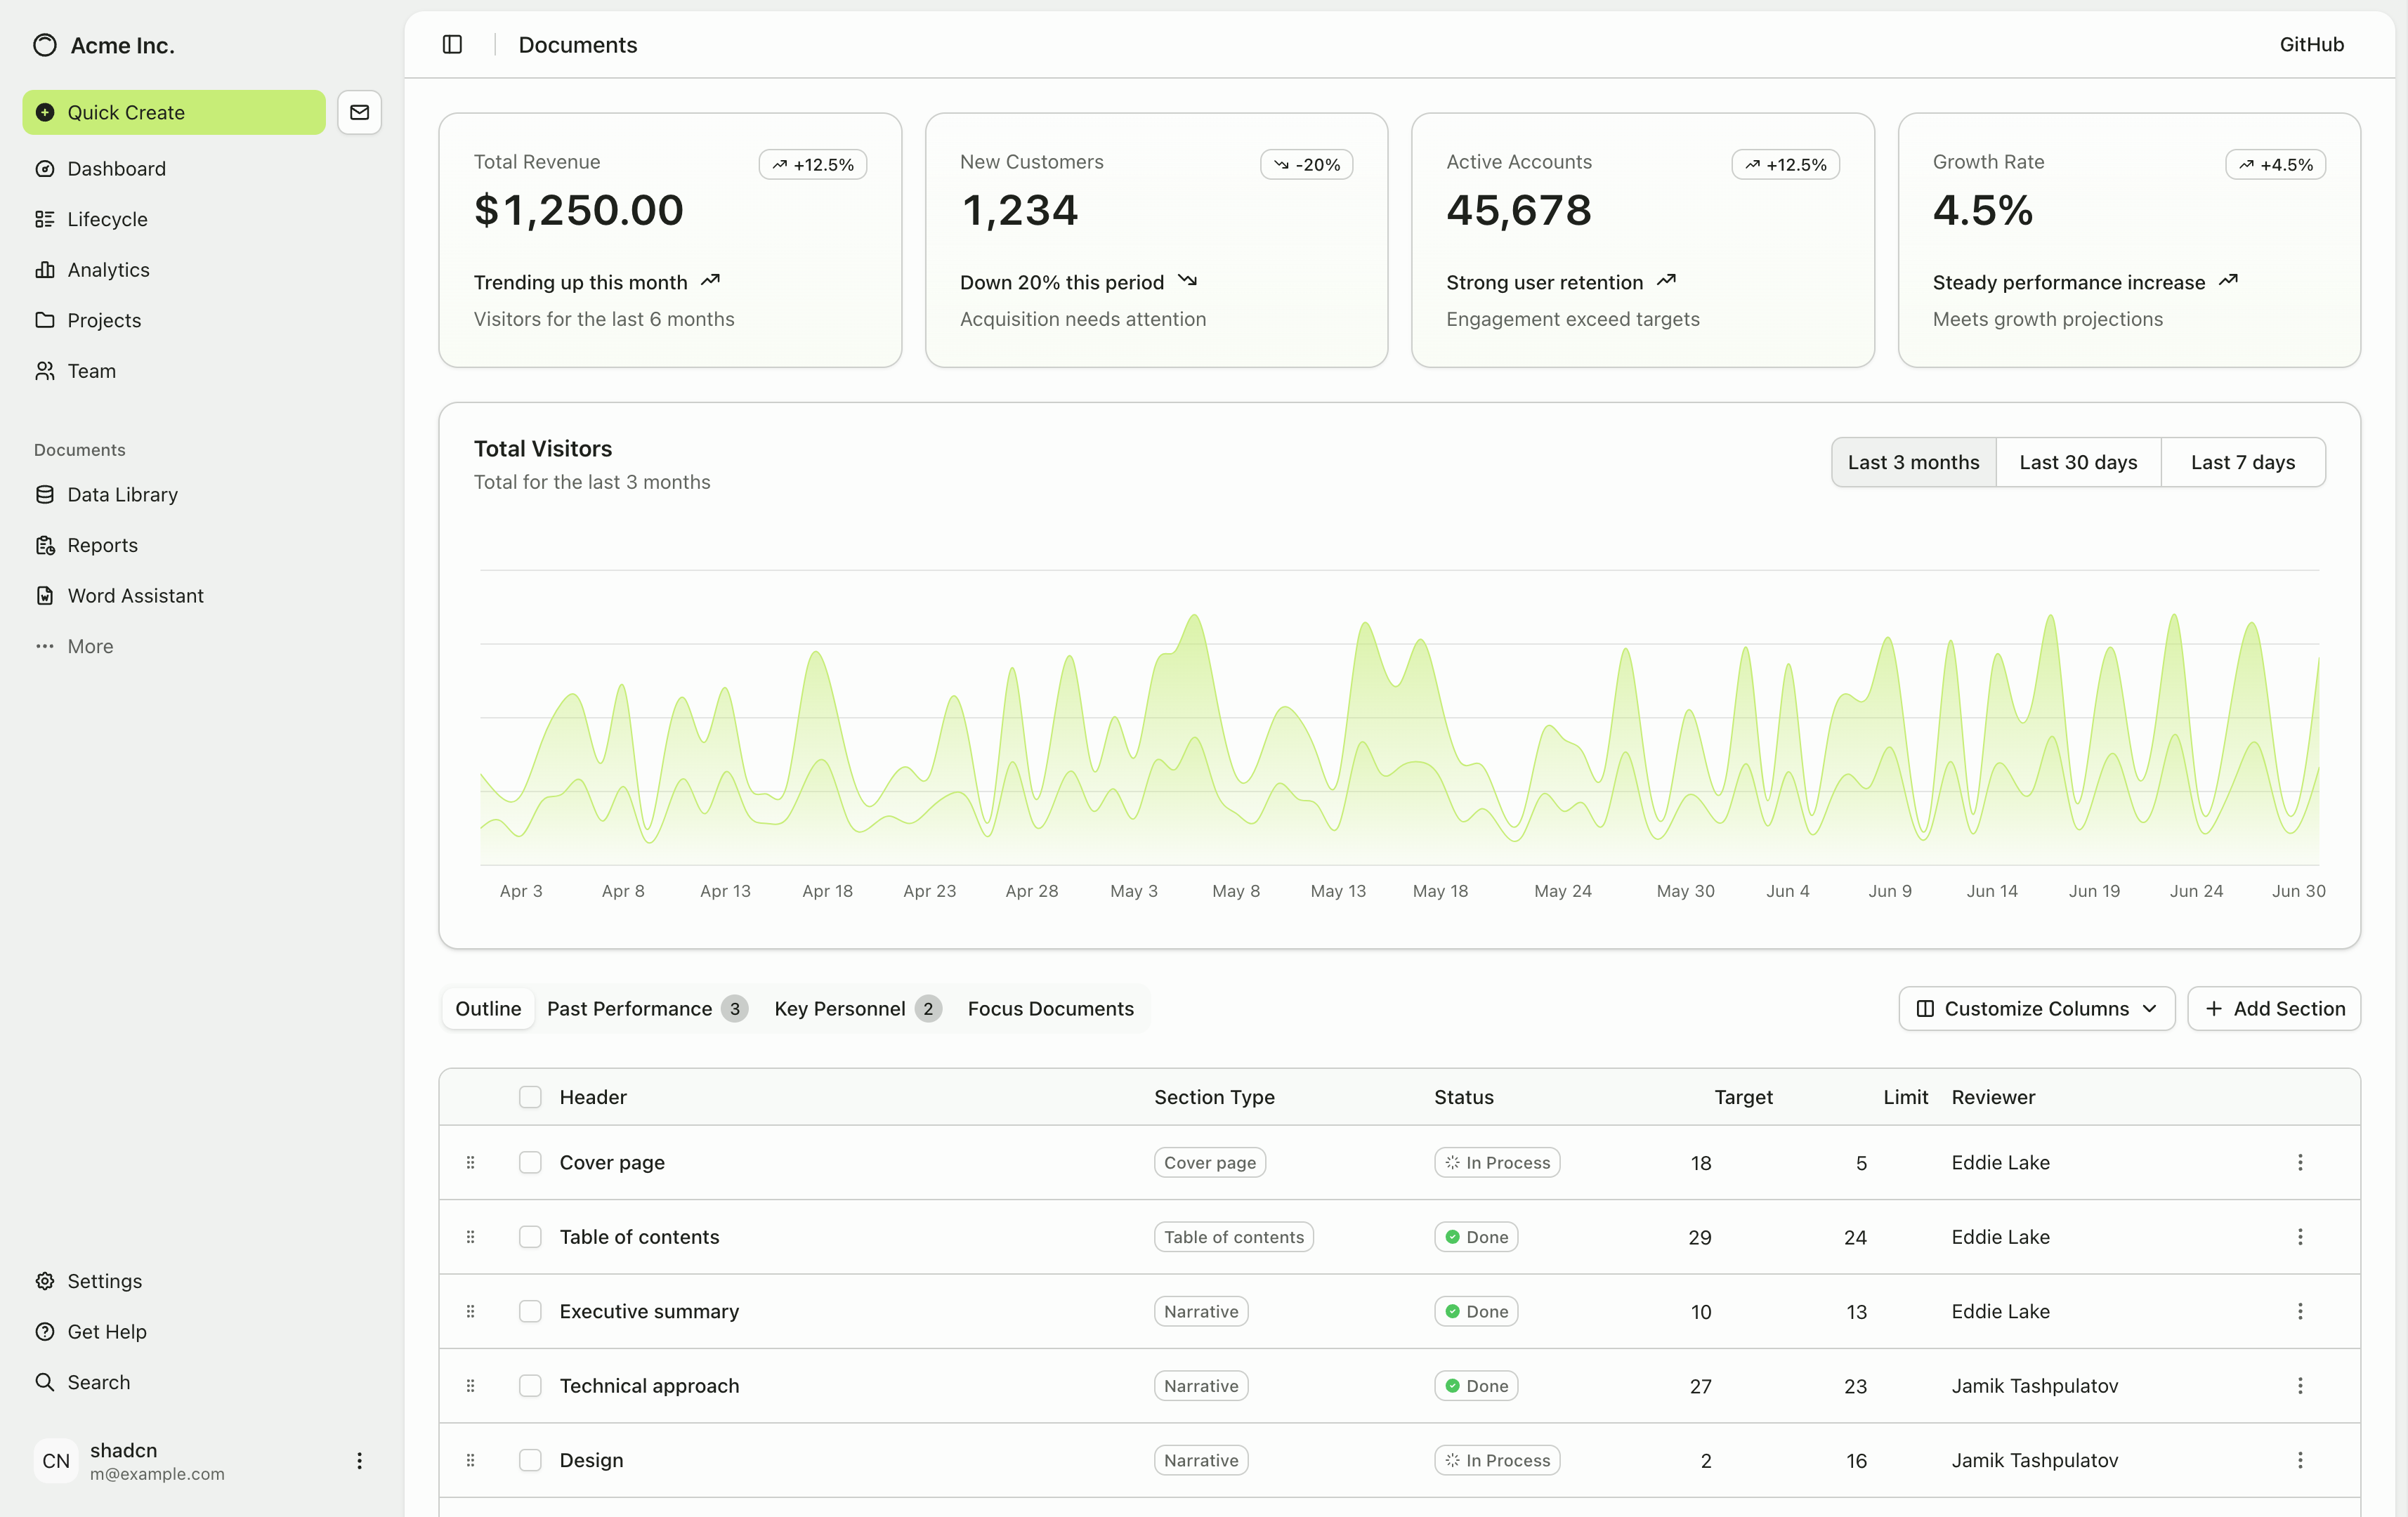 Acme Inc.
Quick Create
Dashboard
Lifecycle
Analytics
Projects
Team
Documents
Data Library
Reports
Word Assistant
More
Settings
Get Help
Search
CN
shadcn
m@example.com
Documents
GitHub
Total Revenue
+12.5%
$1,250.00
Trending up this month
Visitors for the last 6 months
New Customers
-20%
1,234
Down 20% this period
Acquisition needs attention
Active Accounts
+12.5%
45,678
Strong user retention
Engagement exceed targets
Growth Rate
+4.5%
4.5%
Steady performance increase
Meets growth projections
Total Visitors
Total for the last 3 months
Last 3 months Last 30 days Last 7 days
Apr 3 Apr 8 Apr 13 Apr 18 Apr 23 Apr 28 May 3 May 8 May 13 May 18 May 24 May 30 Jun 4 Jun 9 Jun 14 Jun 19 Jun 24 Jun 30
Outline Past Performance 3 Key Personnel 2 Focus Documents
Customize Columns Add Section
Header Section Type Status Target Limit Reviewer
Cover page Cover page In Process 18 5 Eddie Lake
Table of contents Table of contents Done 29 24 Eddie Lake
Executive summary Narrative Done 10 13 Eddie Lake
Technical approach Narrative Done 27 23 Jamik Tashpulatov
Design Narrative In Process 2 16 Jamik Tashpulatov